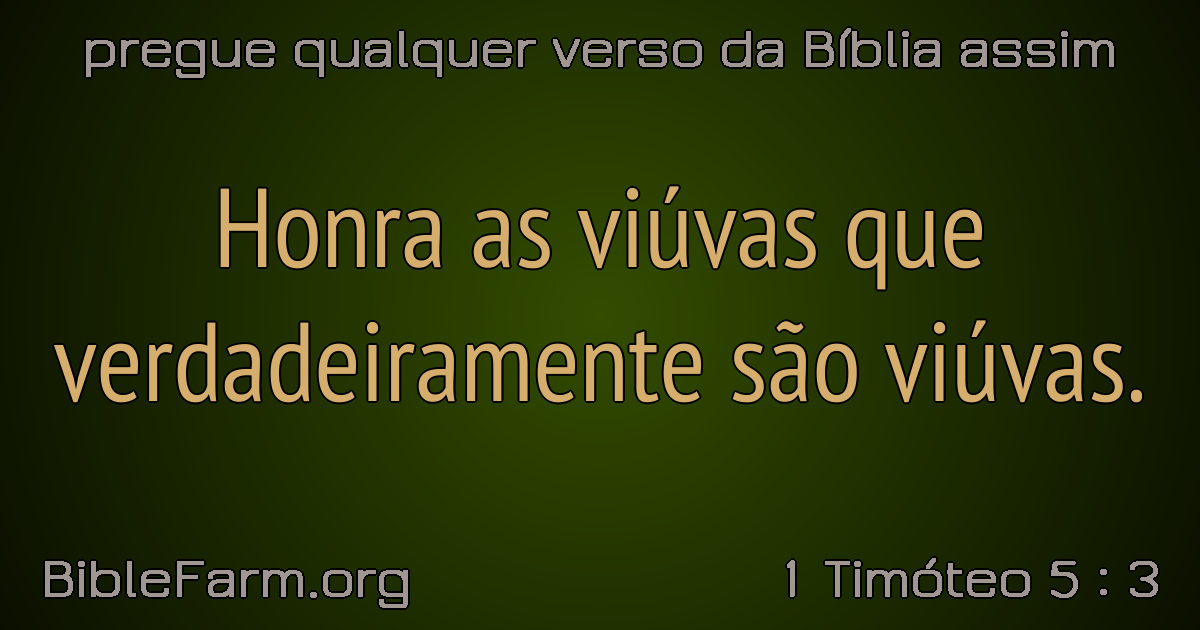 pregue qualquer verso da Bíblia assim
Honra as viúvas que
verdadeiramente são viúvas.
BibleFarm.org
1 Timóteo 5 : 3